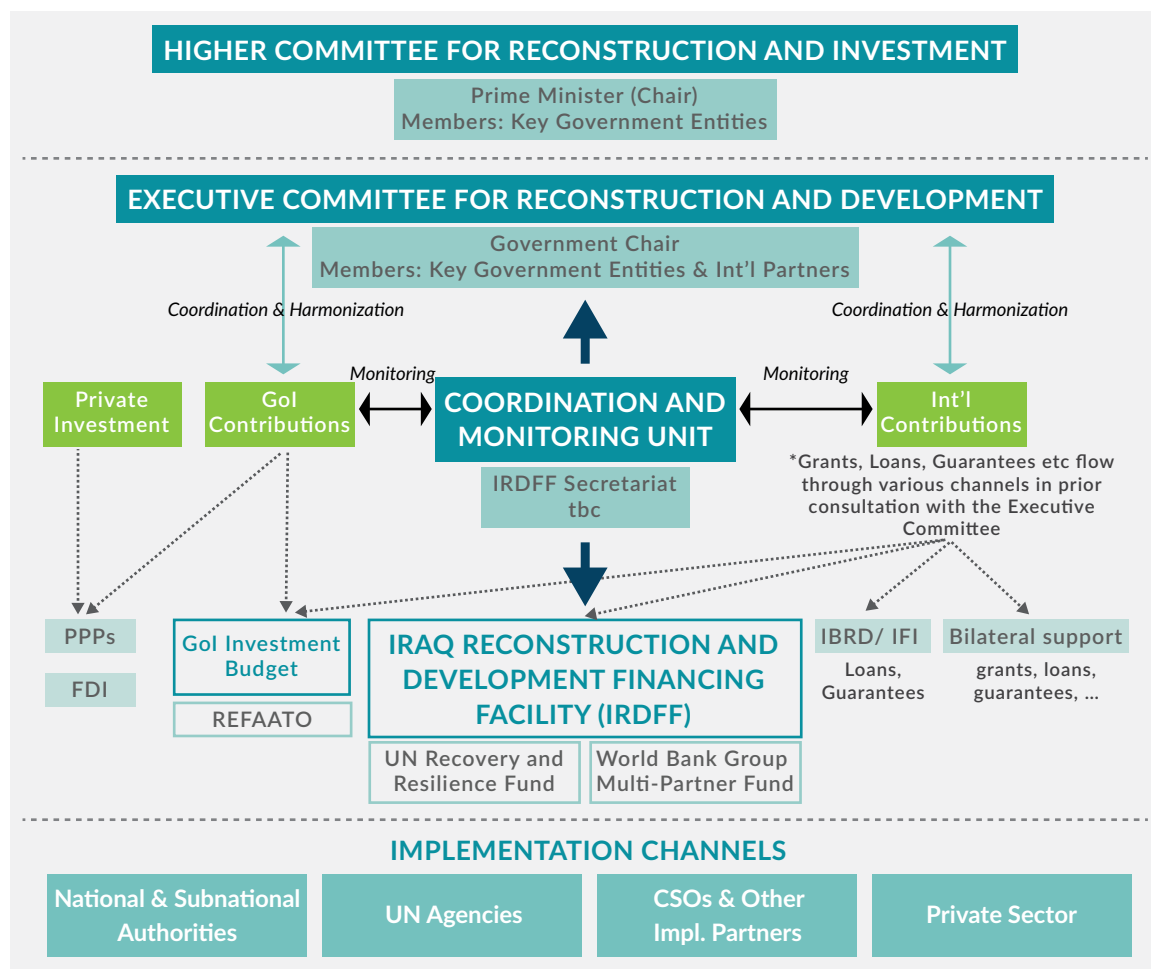 HIGHER COMMITTEE FOR RECONSTRUCTION AND INVESTMENT
Prime Minister (Chair)
Members: Key Government Entities
EXECUTIVE COMMITTEE FOR RECONSTRUCTION AND DEVELOPMENT
Government Chair
Members: Key Government Entities & Int'l Partners
Coordination & Harmonization
Coordination & Harmonization
Private
Investment
GoI
Contributions
Monitoring
COORDINATION AND
MONITORING UNIT
IRDFF Secretariat
tbc
Monitoring
Int'l
Contributions
*Grants, Loans, Guarantees etc flow
through various channels in prior
consultation with the Executive
Committee
PPPs
FDI
GoI Investment
Budget
REFAATO
IRAQ RECONSTRUCTION AND
DEVELOPMENT FINANCING
FACILITY (IRDFF)
UN Recovery and
Resilience Fund
World Bank Group
Multi-Partner Fund
IBRD/ IFI
Loans,
Guarantees
Bilateral support
grants, loans,
guarantees, ...
IMPLEMENTATION CHANNELS
National & Subnational
Authorities
UN Agencies
CSOs & Other
Impl. Partners
Private Sector